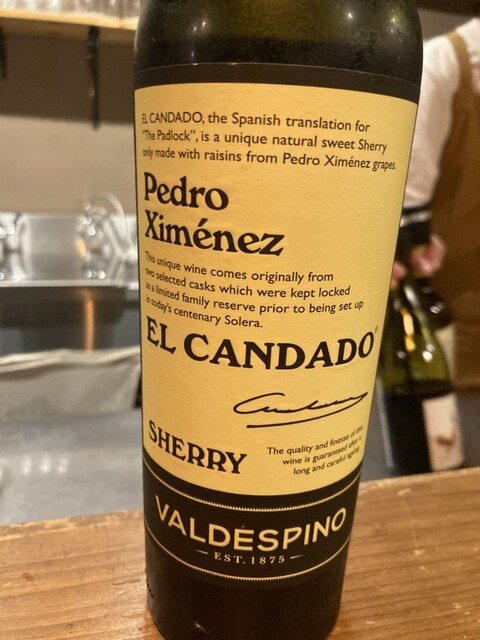 EL CANDADO, the Spanish translation for
"The Padlock", is a unique natural sweet Sherry
only made with raisins from Pedro Ximénez grapes.
Pedro
Ximénez
This unique wine comes originally from
two selected casks which were kept locked
as a limited family reserve prior to being set up
in today's centenary Solera.
EL CANDADO®
SHERRY
The quality and finesse of this
wine is guaranteed after a
long and careful ageing
VALDESPINO
EST. 1875